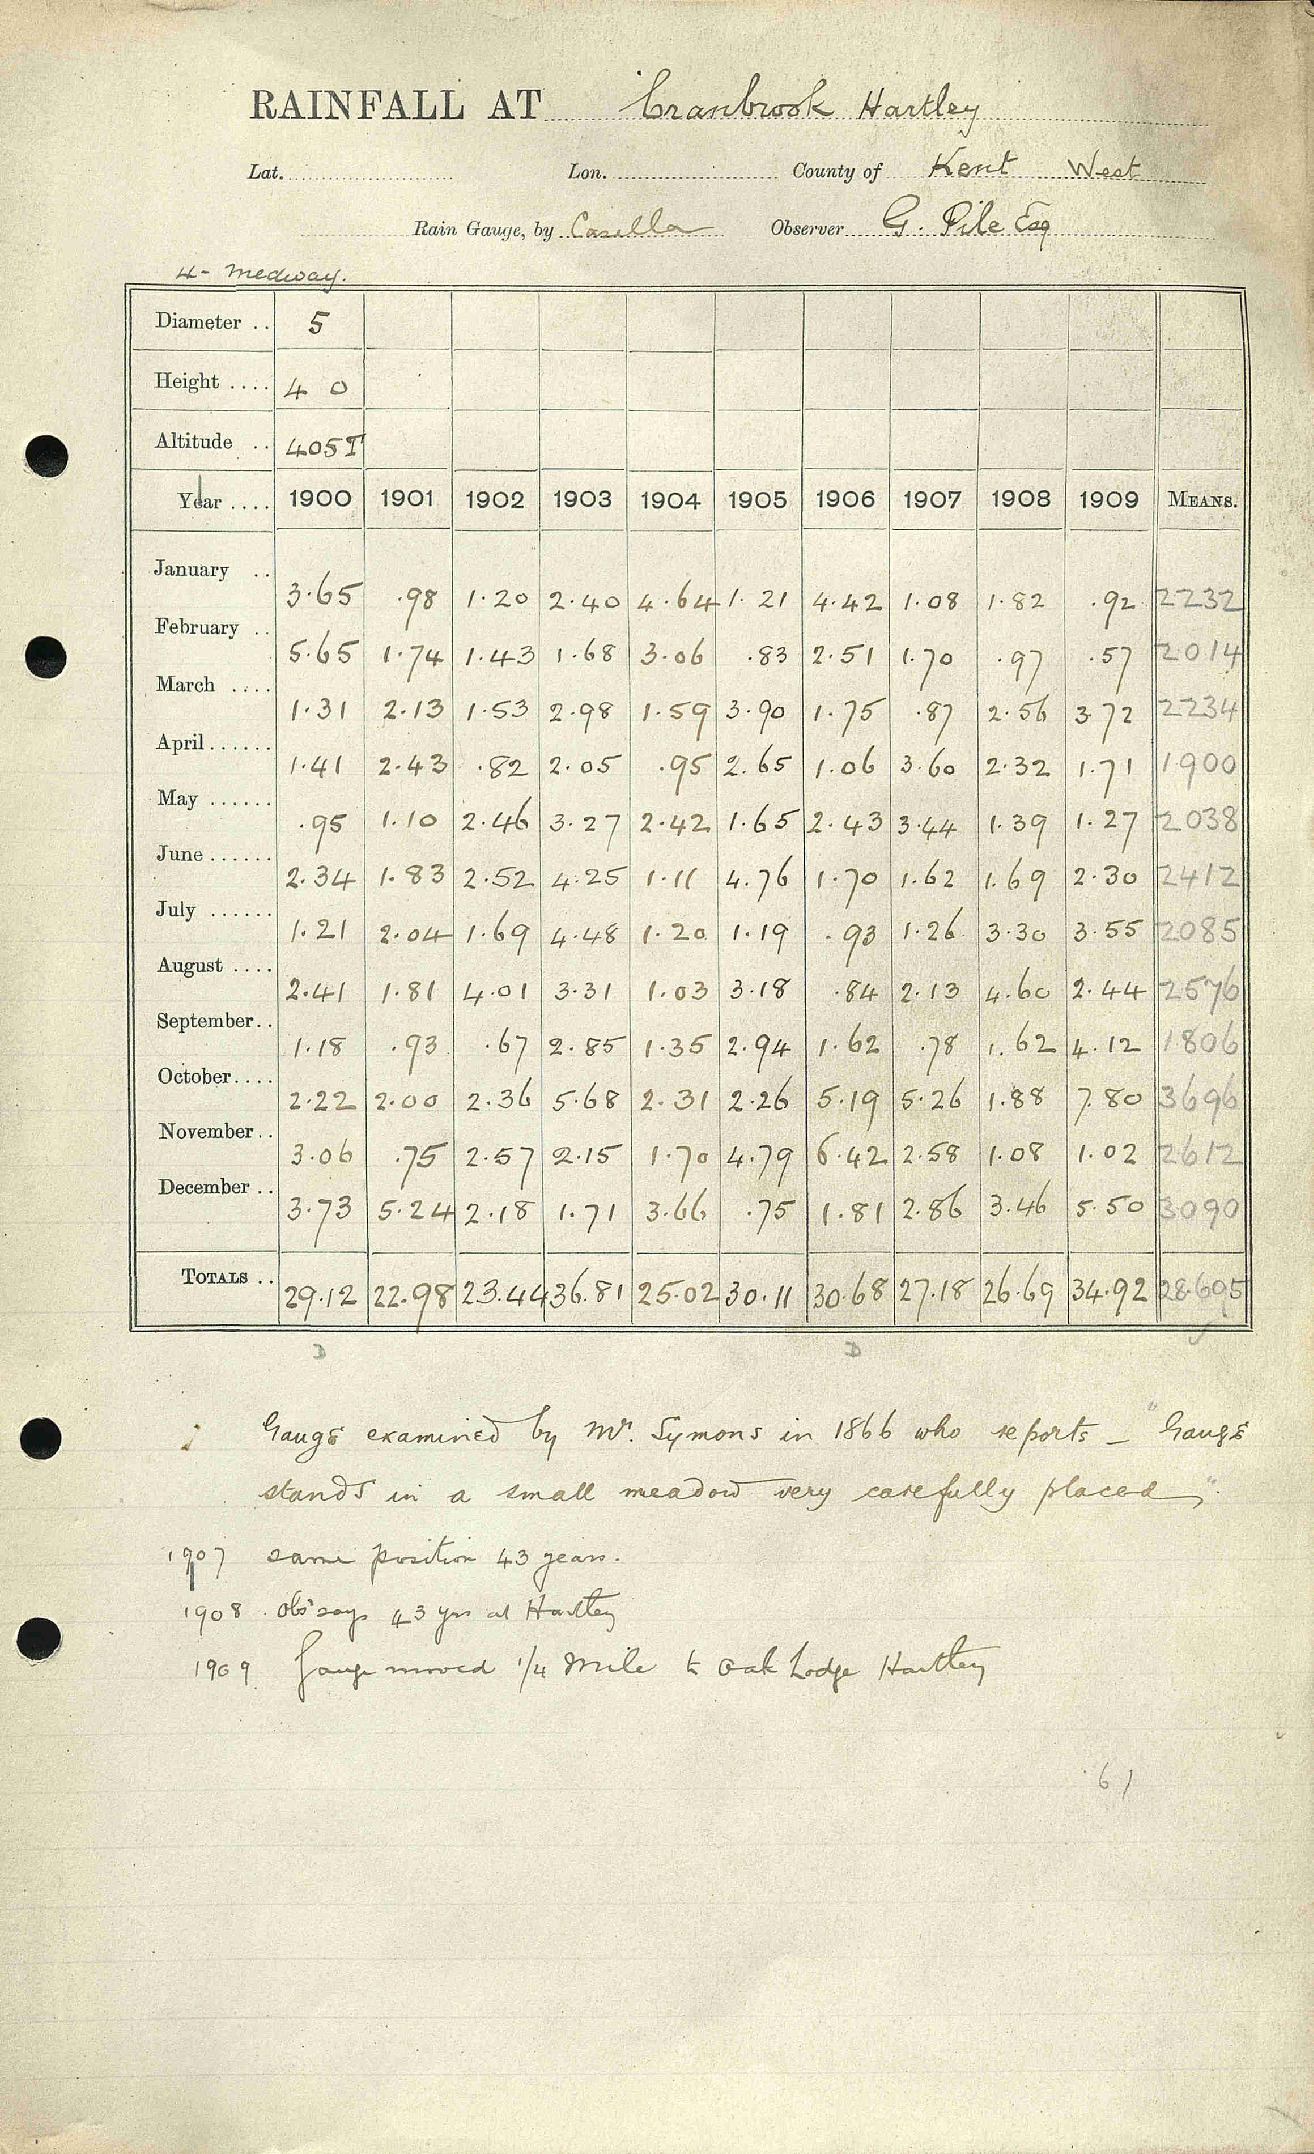 RAINFALL AT Cranbrook Hartley
Lat. Lon. County of Kent West
Rain Gauge, by Casella Observer G. Pile Esq
4- Medway.
Diameter .. 5
Height .... 4 0
Altitude .. 405T
Year .... 1900 1901 1902 1903 1904 1905 1906 1907 1908 1909 MEANS.
January .. 3.65 .98 1.20 2.40 4.64 1.21 4.42 1.08 1.82 .92 2232
February .. 5.65 1.74 1.43 1.68 3.06 .83 2.51 1.70 .97 .57 2014
March .... 1.31 2.13 1.53 2.98 1.59 3.90 1.75 .87 2.56 3.72 2234
April ...... 1.41 2.43 .82 2.05 .95 2.65 1.06 3.60 2.32 1.71 1900
May ...... .95 1.10 2.46 3.27 2.42 1.65 2.43 3.44 1.39 1.27 2038
June ...... 2.34 1.83 2.52 4.25 1.11 4.76 1.70 1.62 1.69 2.30 2412
July ...... 1.21 2.04 1.69 4.48 1.20 1.19 .93 1.26 3.30 3.55 2085
August .... 2.41 1.81 4.01 3.31 1.03 3.18 .84 2.13 4.60 2.44 2576
September .. 1.18 .93 .67 2.85 1.35 2.94 1.62 .78 1.62 4.12 1806
October .... 2.22 2.00 2.36 5.68 2.31 2.26 5.19 5.26 1.88 7.80 3696
November .. 3.06 .75 2.57 2.15 1.70 4.79 6.42 2.58 1.08 1.02 2612
December .. 3.73 5.24 2.18 1.71 3.66 .75 1.81 2.86 3.46 5.50 3090
TOTALS .. 29.12 22.98 23.44 36.81 25.02 30.11 30.68 27.18 26.69 34.92 28.695
D D
Gauge examined by Mr. Symons in 1866 who reports — "Gauge
stands in a small meadow very carefully placed"
1907 same position 43 years.
1908 . Obsr says 43 yrs at Hartley
1909 Gauge moved 1/4 Mile to Oak Lodge Hartley
.61